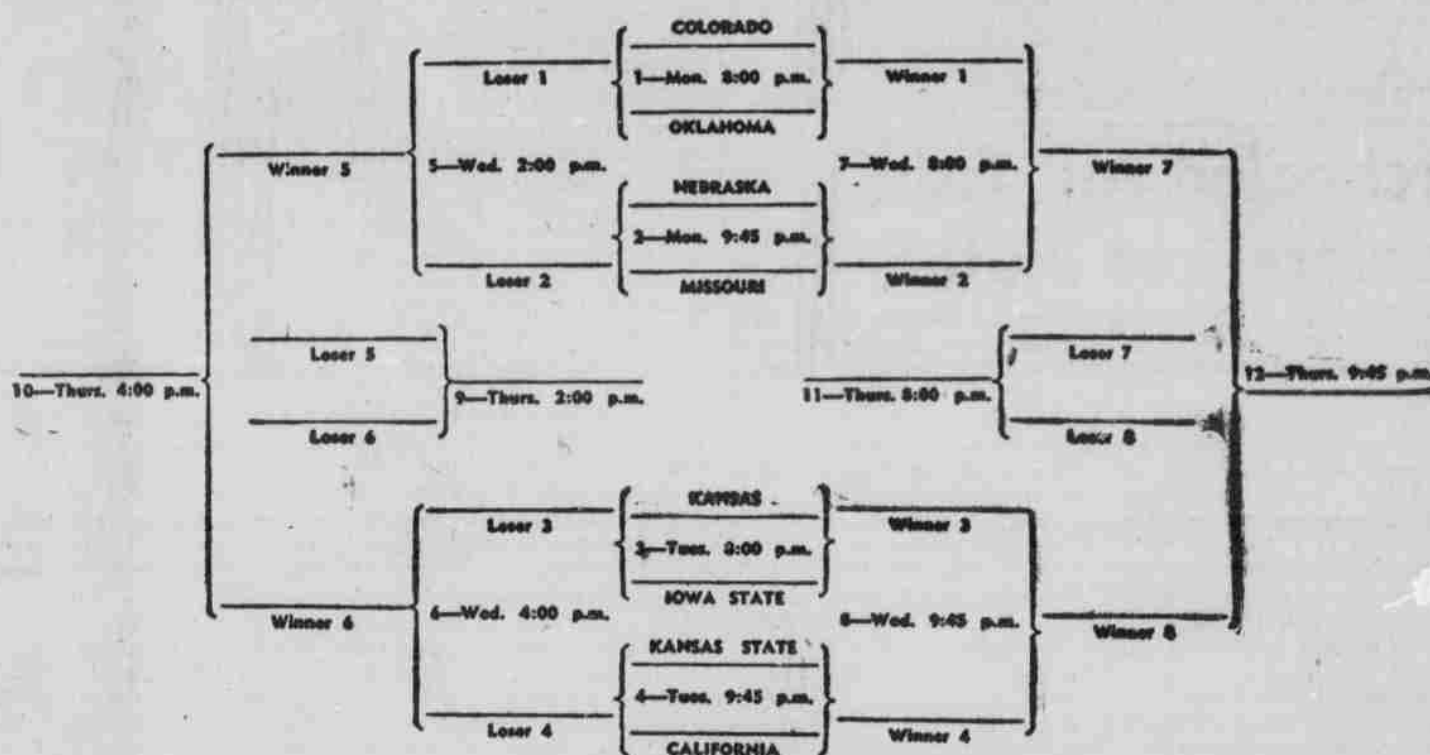 COLORADO
Loser 1 1—Mon. 8:00 p.m. Winner 1
OKLAHOMA
Winner 5 5—Wed. 2:00 p.m. 7—Wed. 8:00 p.m. Winner 7
NEBRASKA
2—Mon. 9:45 p.m.
Loser 2 MISSOURI Winner 2
Loser 5 Loser 7
10—Thurs. 4:00 p.m. 9—Thurs. 2:00 p.m. 11—Thurs. 8:00 p.m. 12—Thurs. 9:45 p.m.
Loser 6 Loser 8
KANSAS
Loser 3 3—Tues. 8:00 p.m. Winner 3
IOWA STATE
Winner 6 6—Wed. 4:00 p.m. 8—Wed. 9:45 p.m. Winner 8
KANSAS STATE
4—Tues. 9:45 p.m.
Loser 4 CALIFORNIA Winner 4